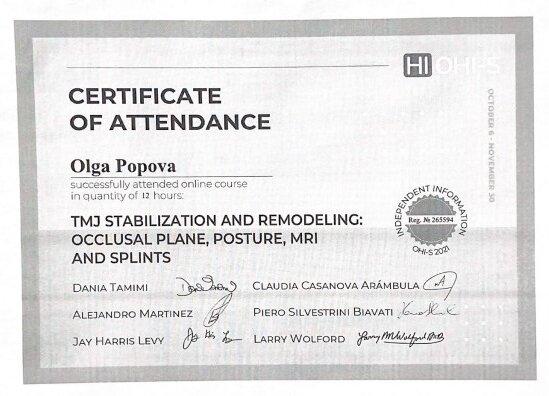 HI OHI-S
CERTIFICATE
OF ATTENDANCE
OCTOBER 6 - NOVEMBER 30
Olga Popova
successfully attended online course
in quantity of 12 hours:
INDEPENDENT INFORMATION
Reg. № 265594
OHI-S 2021
TMJ STABILIZATION AND REMODELING:
OCCLUSAL PLANE, POSTURE, MRI
AND SPLINTS
DANIA TAMIMI
CLAUDIA CASANOVA ARÁMBULA
ALEJANDRO MARTINEZ
PIERO SILVESTRINI BIAVATI
JAY HARRIS LEVY
LARRY WOLFORD